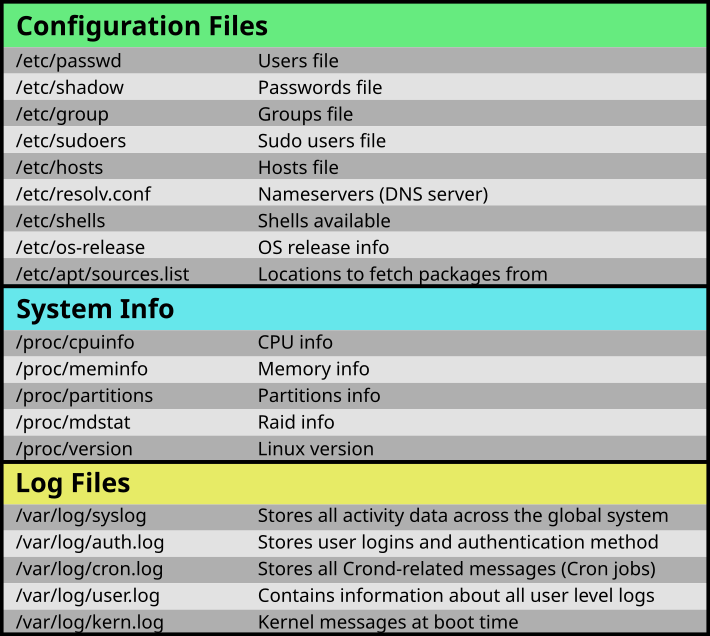 Configuration Files
/etc/passwd Users file
/etc/shadow Passwords file
/etc/group Groups file
/etc/sudoers Sudo users file
/etc/hosts Hosts file
/etc/resolv.conf Nameservers (DNS server)
/etc/shells Shells available
/etc/os-release OS release info
/etc/apt/sources.list Locations to fetch packages from
System Info
/proc/cpuinfo CPU info
/proc/meminfo Memory info
/proc/partitions Partitions info
/proc/mdstat Raid info
/proc/version Linux version
Log Files
/var/log/syslog Stores all activity data across the global system
/var/log/auth.log Stores user logins and authentication method
/var/log/cron.log Stores all Crond-related messages (Cron jobs)
/var/log/user.log Contains information about all user level logs
/var/log/kern.log Kernel messages at boot time